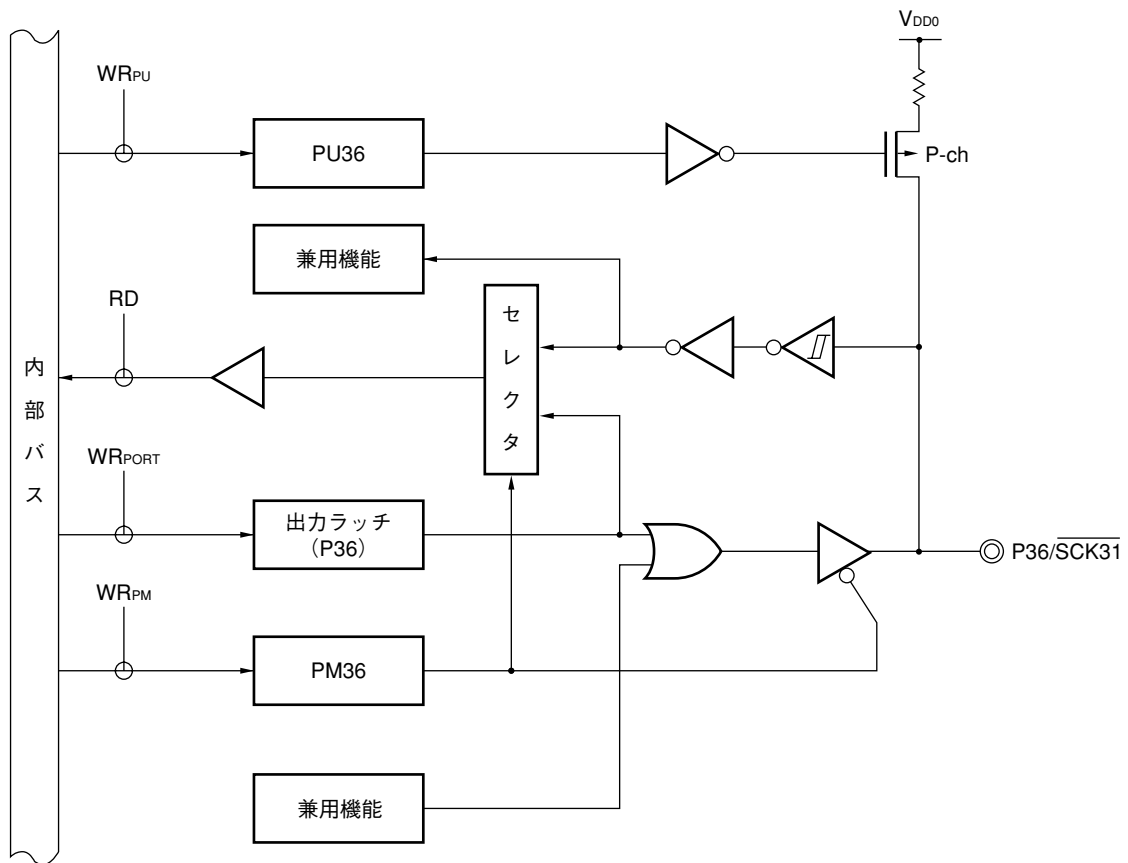 VDD0
WRPU
PU36
P-ch
兼用機能
RD
セレクタ
内部バス
WRPORT
出力ラッチ
（P36）
P36/SCK31
WRPM
PM36
兼用機能